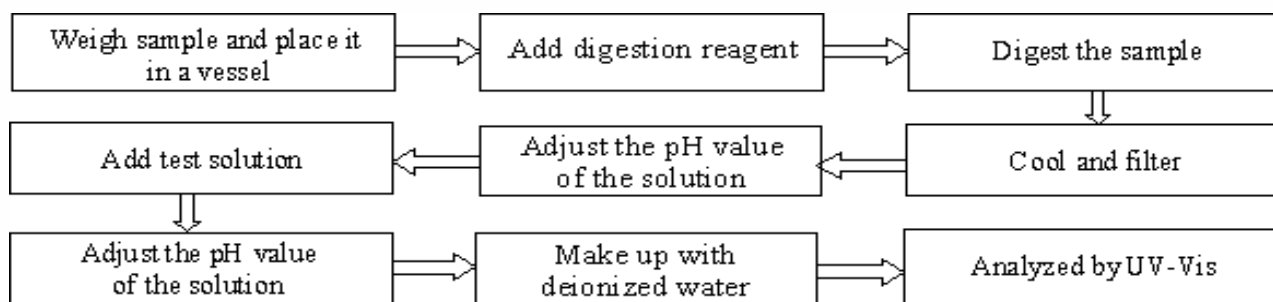 Weigh sample and place it
in a vessel
Add digestion reagent
Digest the sample
Cool and filter
Adjust the pH value
of the solution
Add test solution
Adjust the pH value
of the solution
Make up with
deionized water
Analyzed by UV-Vis